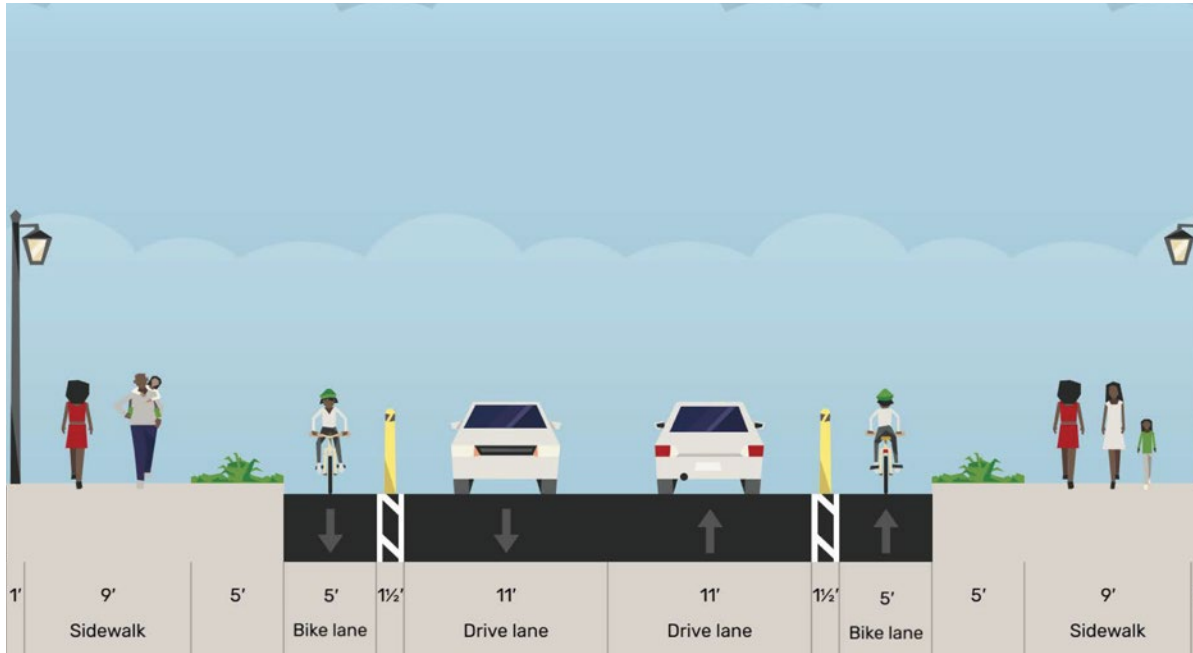 1' 9' 5' 5' 1½' 11' 11' 1½' 5' 5' 9'
Sidewalk Bike lane Drive lane Drive lane Bike lane Sidewalk